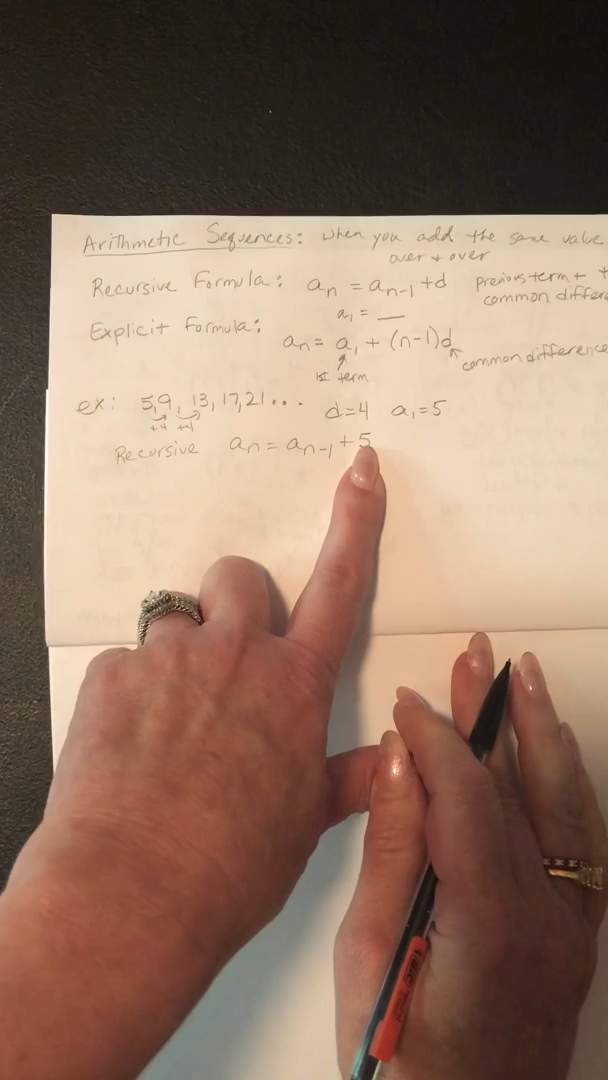 Arithmetic Sequences: When you add the same value
over + over
Recursive Formula: aₙ = aₙ₋₁ + d previous term +
common differe
a₁ = __
Explicit Formula: aₙ = a₁ + (n-1)d
common difference
1st term
ex: 5, 9, 13, 17, 21... d=4 a₁=5
+4 +4
Recursive aₙ = aₙ₋₁ + 5
BIC